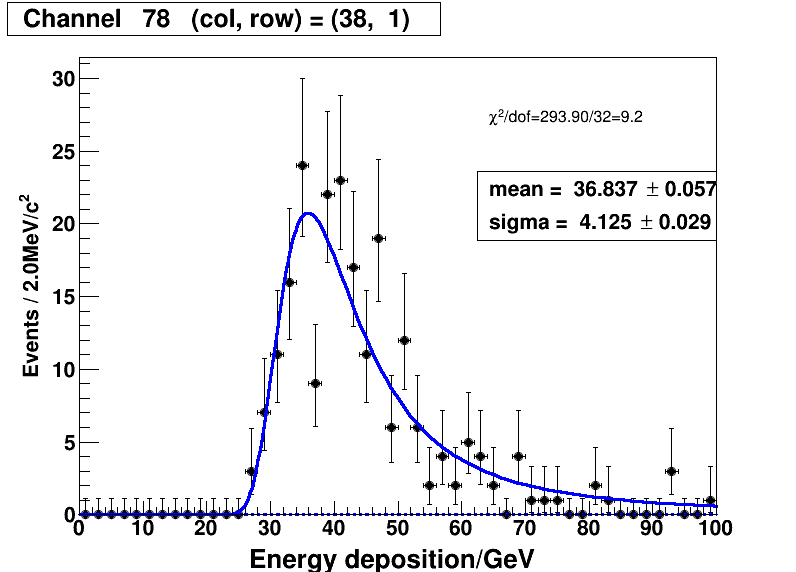 Channel 78 (col, row) = (38, 1)
χ²/dof=293.90/32=9.2
mean = 36.837 ± 0.057
sigma = 4.125 ± 0.029
Events / 2.0MeV/c²
30
25
20
15
10
5
0
0 10 20 30 40 50 60 70 80 90 100
Energy deposition/GeV